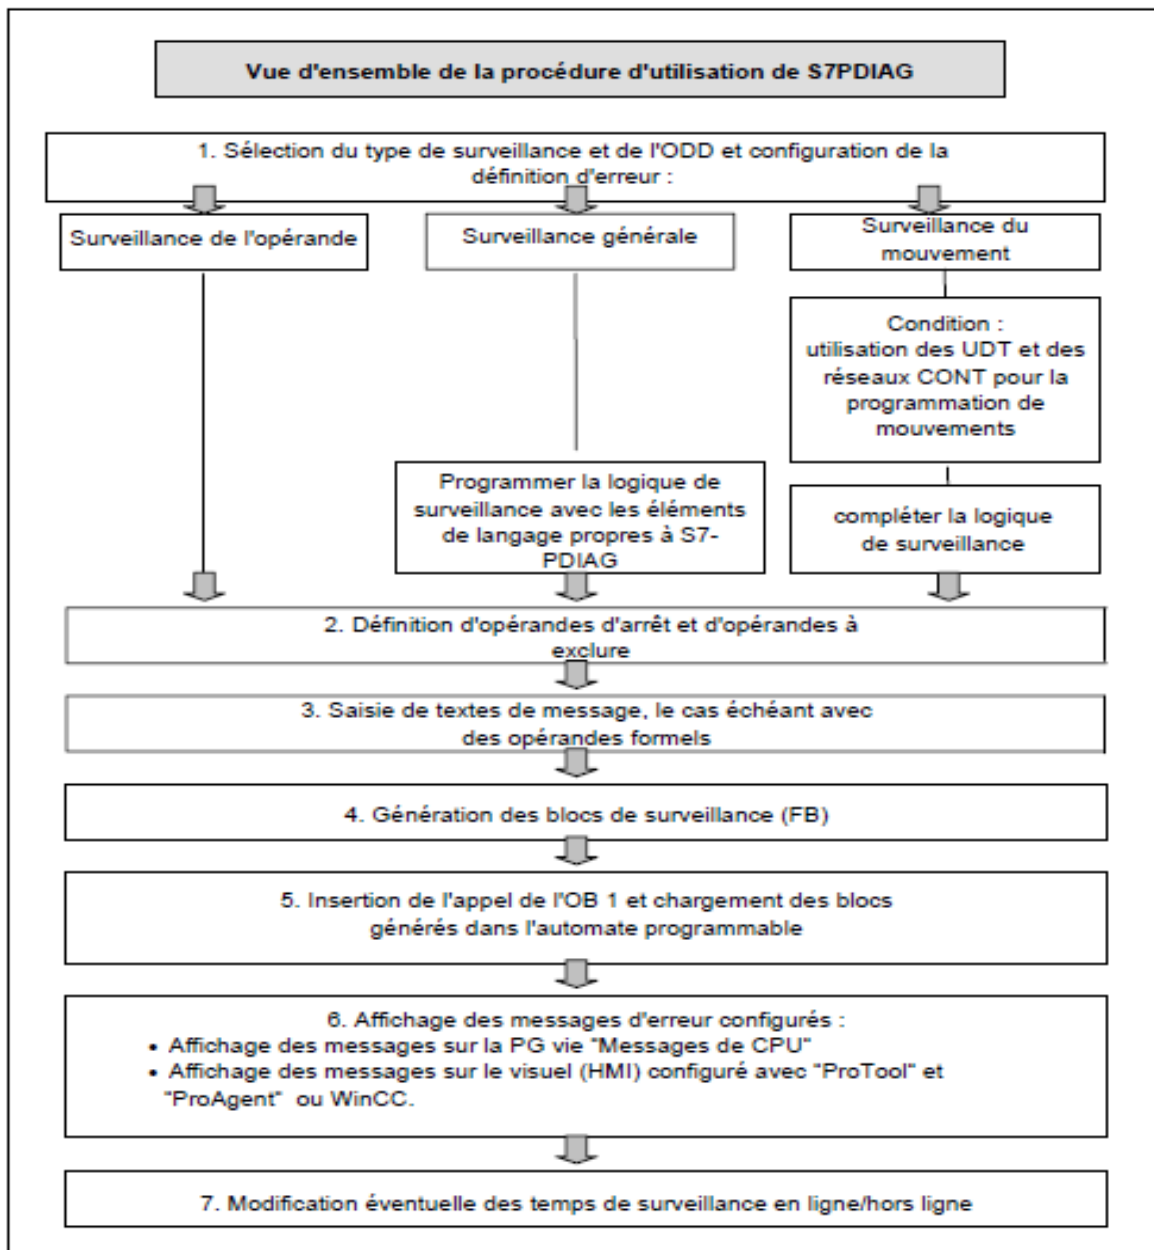 Vue d'ensemble de la procédure d'utilisation de S7PDIAG
1. Sélection du type de surveillance et de l'ODD et configuration de la
définition d'erreur :
Surveillance de l'opérande
Surveillance générale
Surveillance du
mouvement
Condition :
utilisation des UDT et des
réseaux CONT pour la
programmation de
mouvements
Programmer la logique de
surveillance avec les éléments
de langage propres à S7-
PDIAG
compléter la logique
de surveillance
2. Définition d'opérandes d'arrêt et d'opérandes à
exclure
3. Saisie de textes de message, le cas échéant avec
des opérandes formels
4. Génération des blocs de surveillance (FB)
5. Insertion de l'appel de l'OB 1 et chargement des blocs
générés dans l'automate programmable
6. Affichage des messages d'erreur configurés :
• Affichage des messages sur la PG vie "Messages de CPU"
• Affichage des messages sur le visuel (HMI) configuré avec "ProTool" et
"ProAgent" ou WinCC.
7. Modification éventuelle des temps de surveillance en ligne/hors ligne